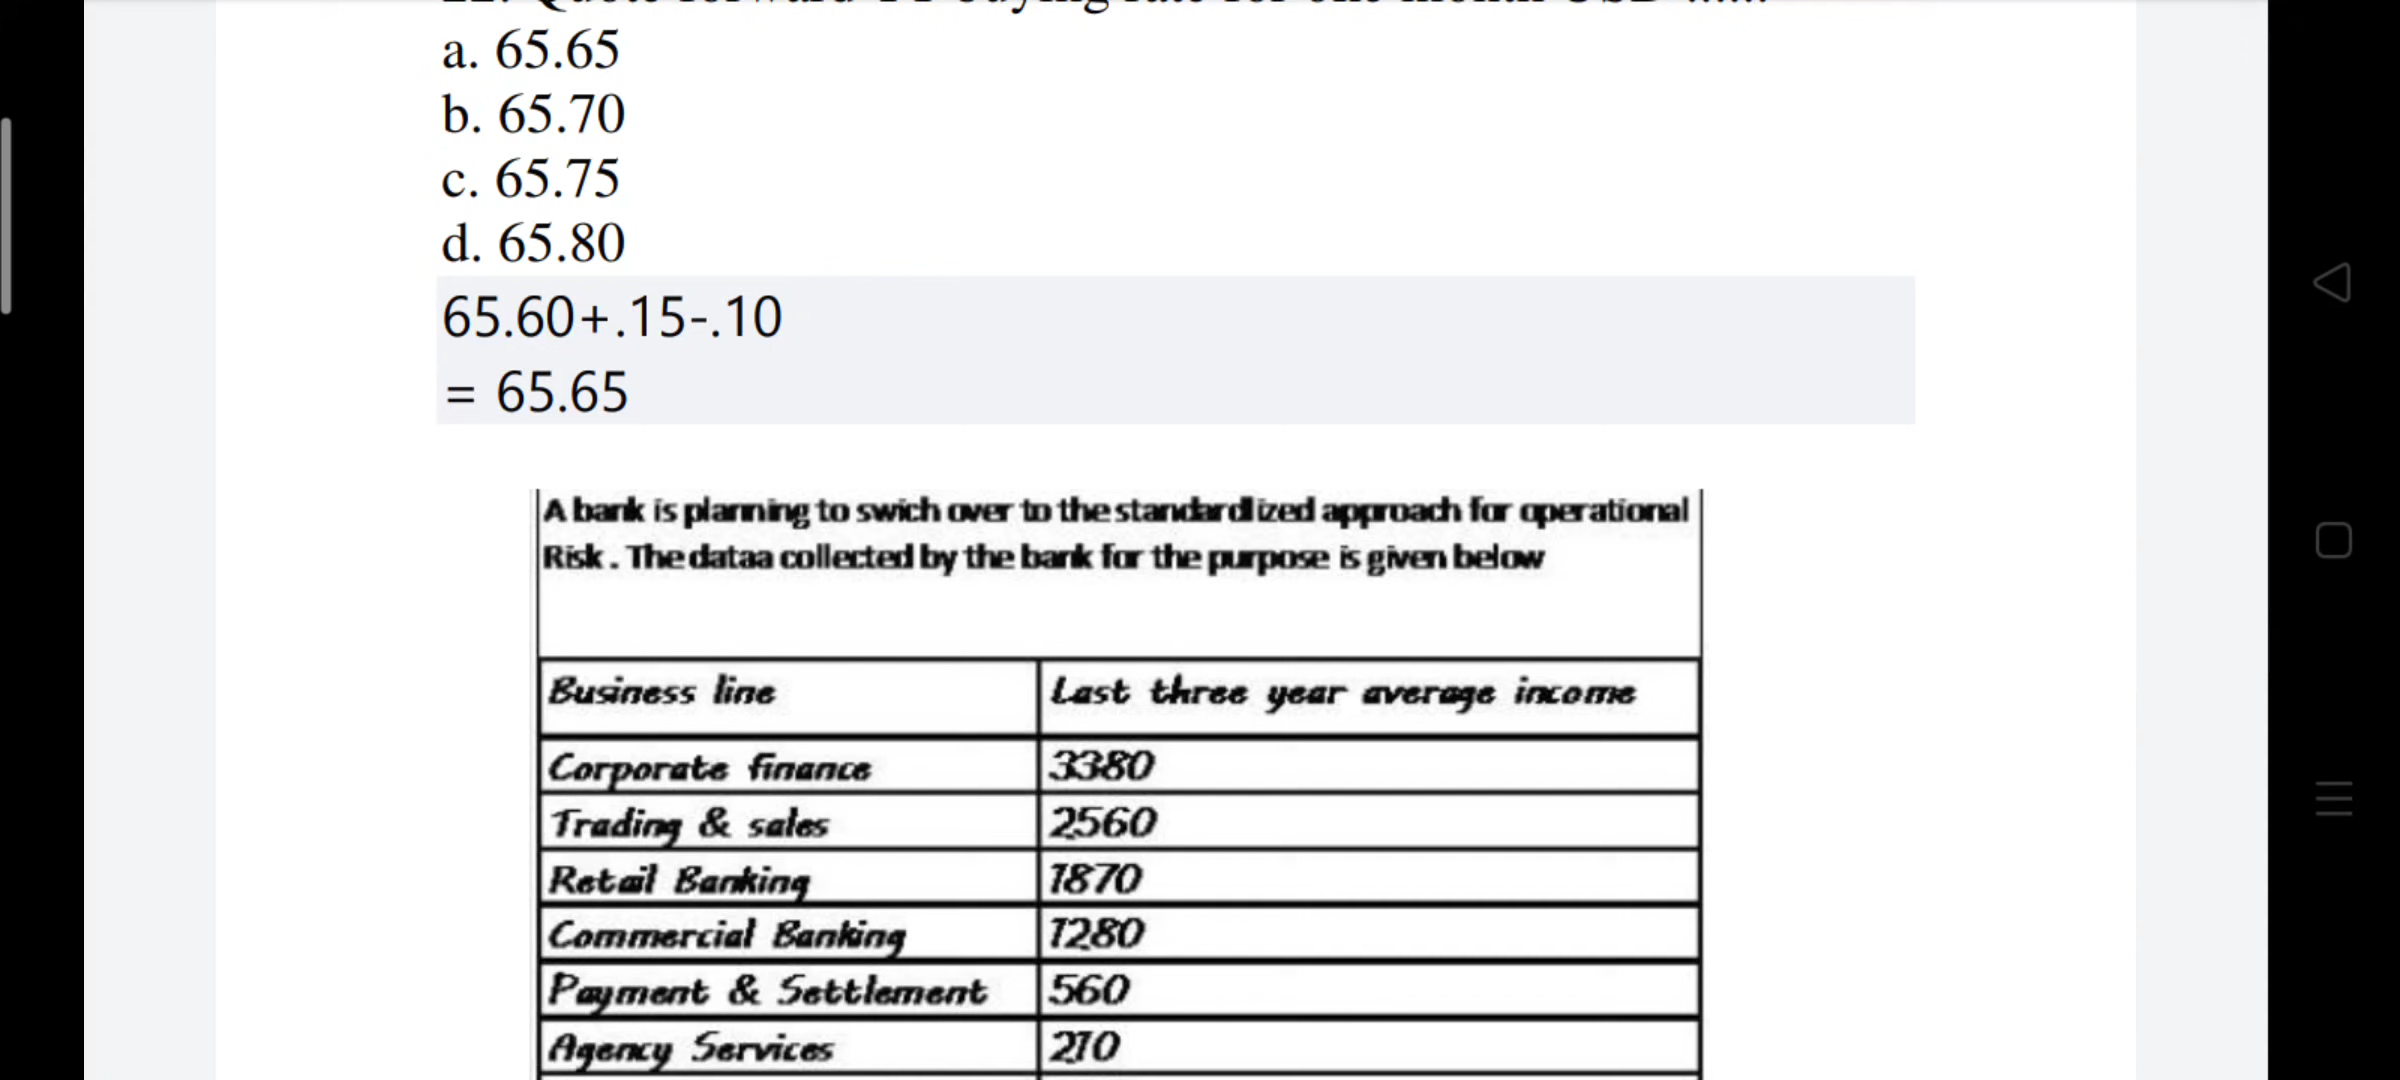 a. 65.65
b. 65.70
c. 65.75
d. 65.80
65.60+.15-.10
= 65.65
A bank is planning to swich over to the standardlized approach for operational
Risk . The dataa collected by the bank for the purpose is given below
Business line Last three year average income
Corporate finance 3380
Trading & sales 2560
Retail Banking 1870
Commercial Banking 1280
Payment & Settlement 560
Agency Services 210